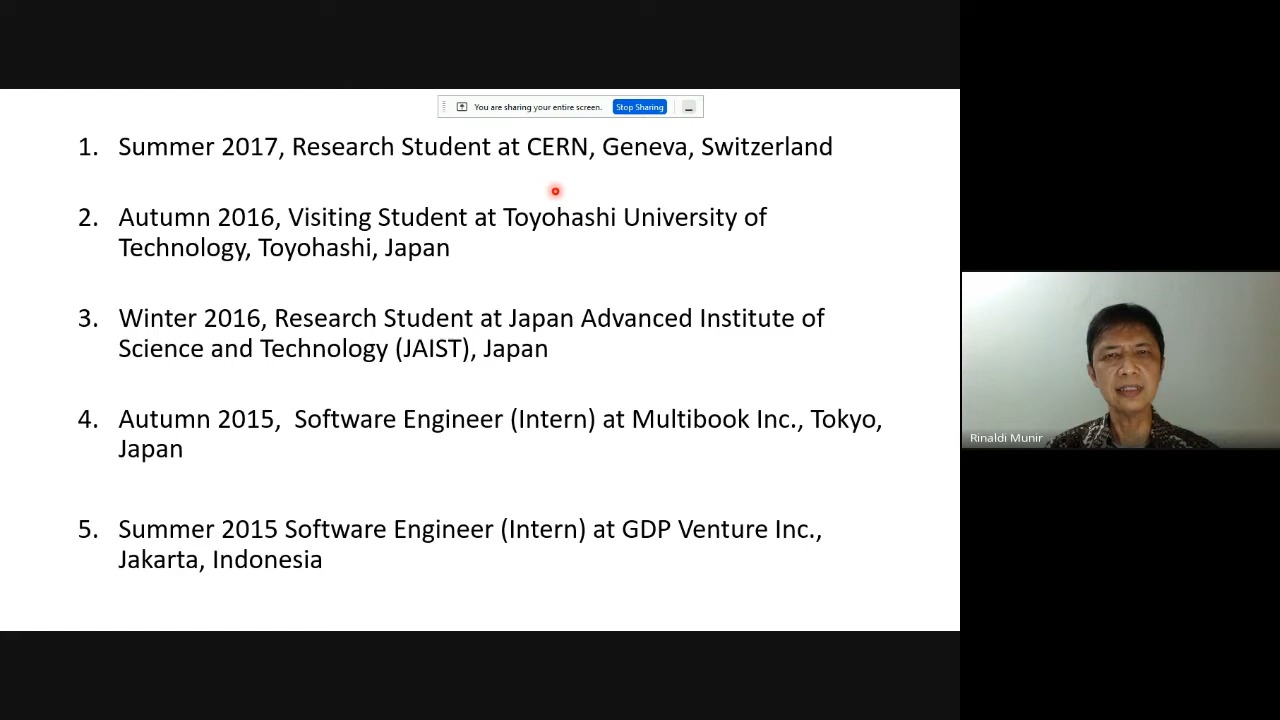 You are sharing your entire screen. Stop Sharing
1. Summer 2017, Research Student at CERN, Geneva, Switzerland
2. Autumn 2016, Visiting Student at Toyohashi University of
Technology, Toyohashi, Japan
3. Winter 2016, Research Student at Japan Advanced Institute of
Science and Technology (JAIST), Japan
4. Autumn 2015, Software Engineer (Intern) at Multibook Inc., Tokyo,
Japan
5. Summer 2015 Software Engineer (Intern) at GDP Venture Inc.,
Jakarta, Indonesia
Rinaldi Munir